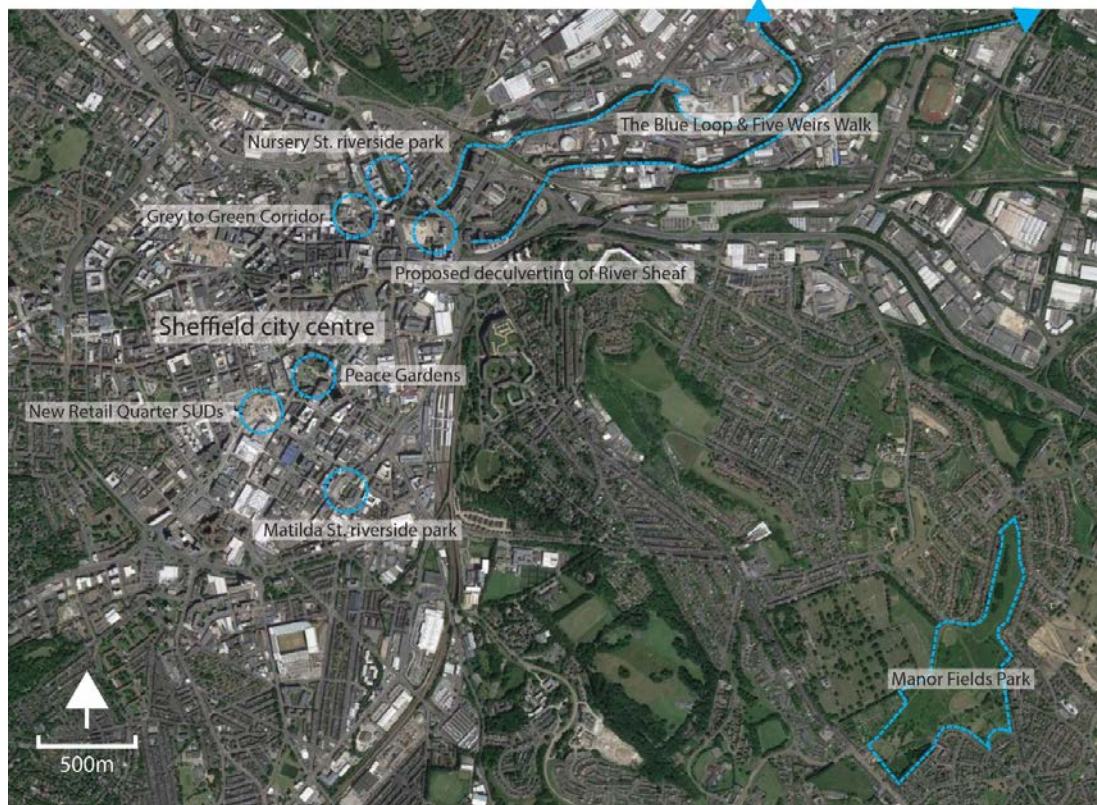 The Blue Loop & Five Weirs Walk
Nursery St. riverside park
Grey to Green Corridor
Proposed deculverting of River Sheaf
Sheffield city centre
Peace Gardens
New Retail Quarter SUDs
Matilda St. riverside park
Manor Fields Park
500m